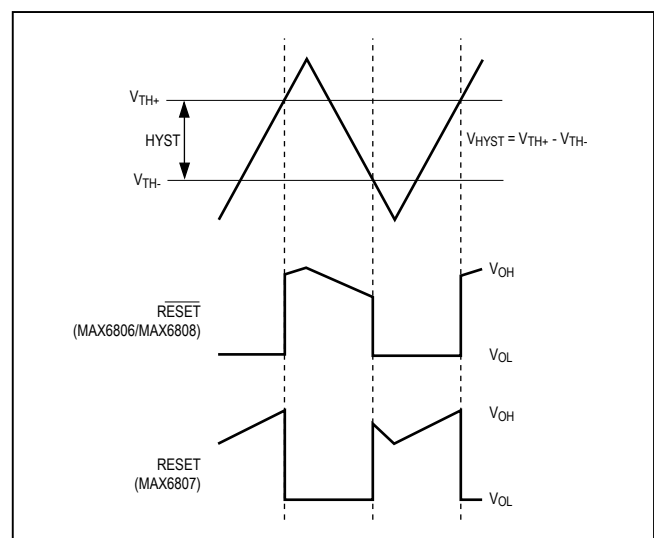 VTH+
HYST
VHYST = VTH+ - VTH-
VTH-
VOH
RESET
(MAX6806/MAX6808)
VOL
VOH
RESET
(MAX6807)
VOL